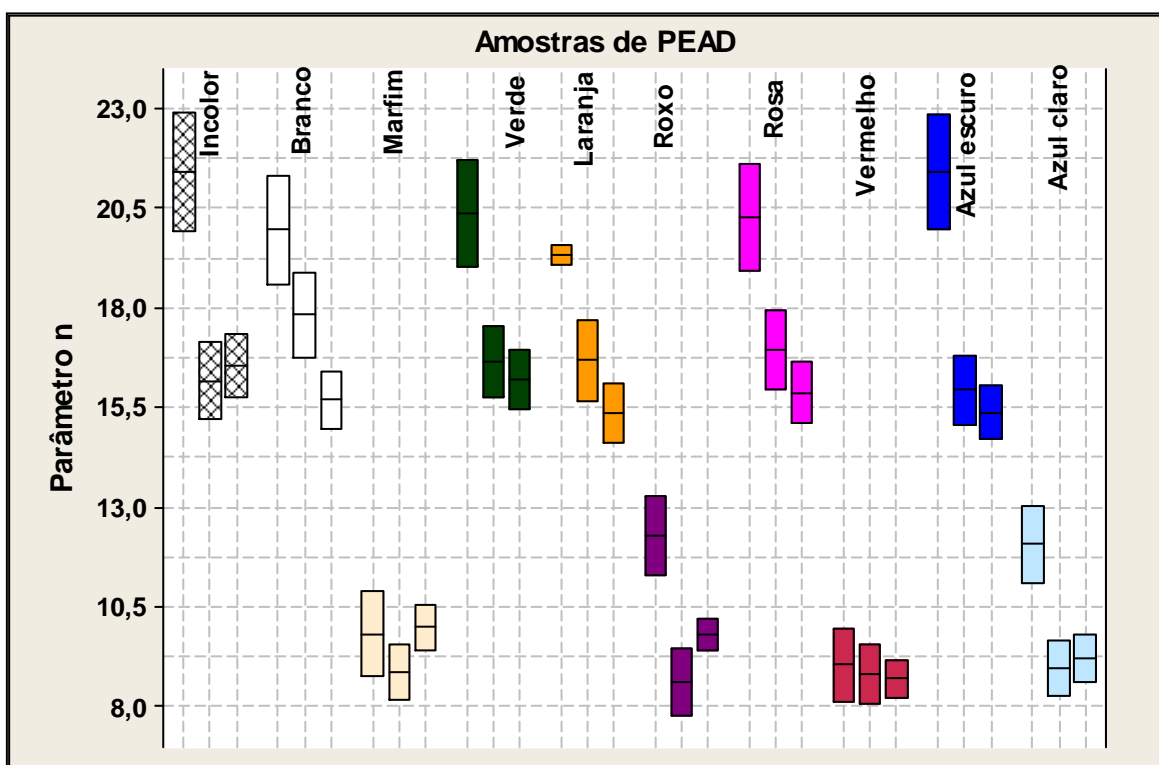 Amostras de PEAD
Parâmetro n
23,0
20,5
18,0
15,5
13,0
10,5
8,0
Incolor
Branco
Marfim
Verde
Laranja
Roxo
Rosa
Vermelho
Azul escuro
Azul claro